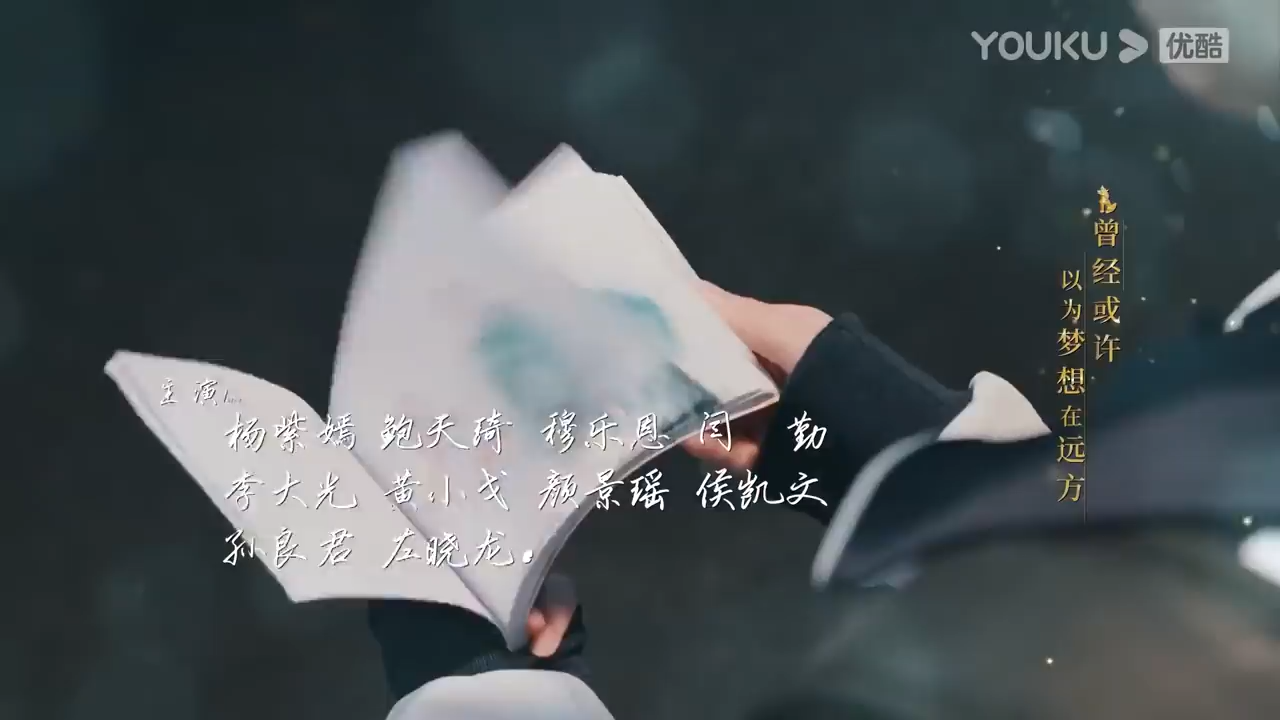 YOUKU 优酷
曾经或许
以为梦想在远方
主演
杨紫嫣 鲍天琦 穆乐恩 闫 勤
李大光 黄小戈 颜景瑶 侯凯文
孙良君 左晓龙